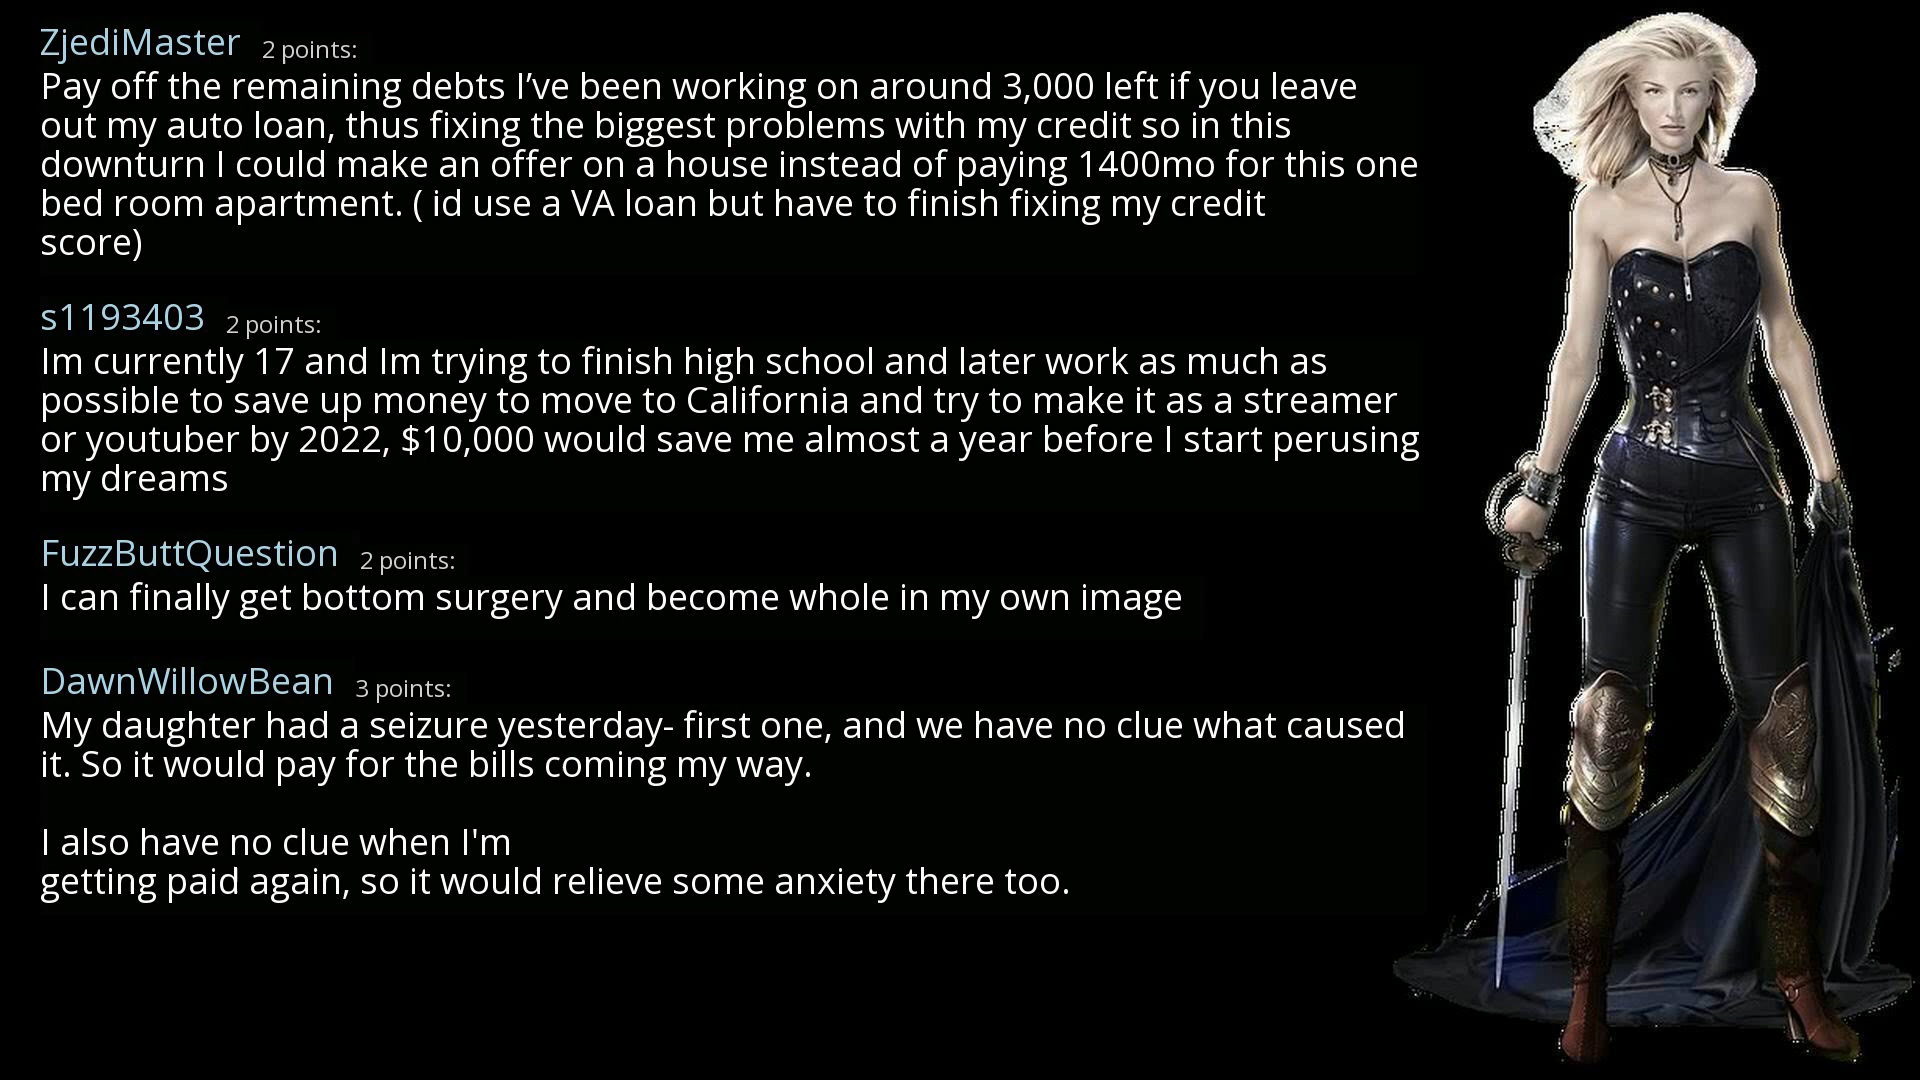 ZjediMaster 2 points:
Pay off the remaining debts I’ve been working on around 3,000 left if you leave
out my auto loan, thus fixing the biggest problems with my credit so in this
downturn I could make an offer on a house instead of paying 1400mo for this one
bed room apartment. ( id use a VA loan but have to finish fixing my credit
score)
s1193403 2 points:
Im currently 17 and Im trying to finish high school and later work as much as
possible to save up money to move to California and try to make it as a streamer
or youtuber by 2022, $10,000 would save me almost a year before I start perusing
my dreams
FuzzButtQuestion 2 points:
I can finally get bottom surgery and become whole in my own image
DawnWillowBean 3 points:
My daughter had a seizure yesterday- first one, and we have no clue what caused
it. So it would pay for the bills coming my way.
I also have no clue when I'm
getting paid again, so it would relieve some anxiety there too.